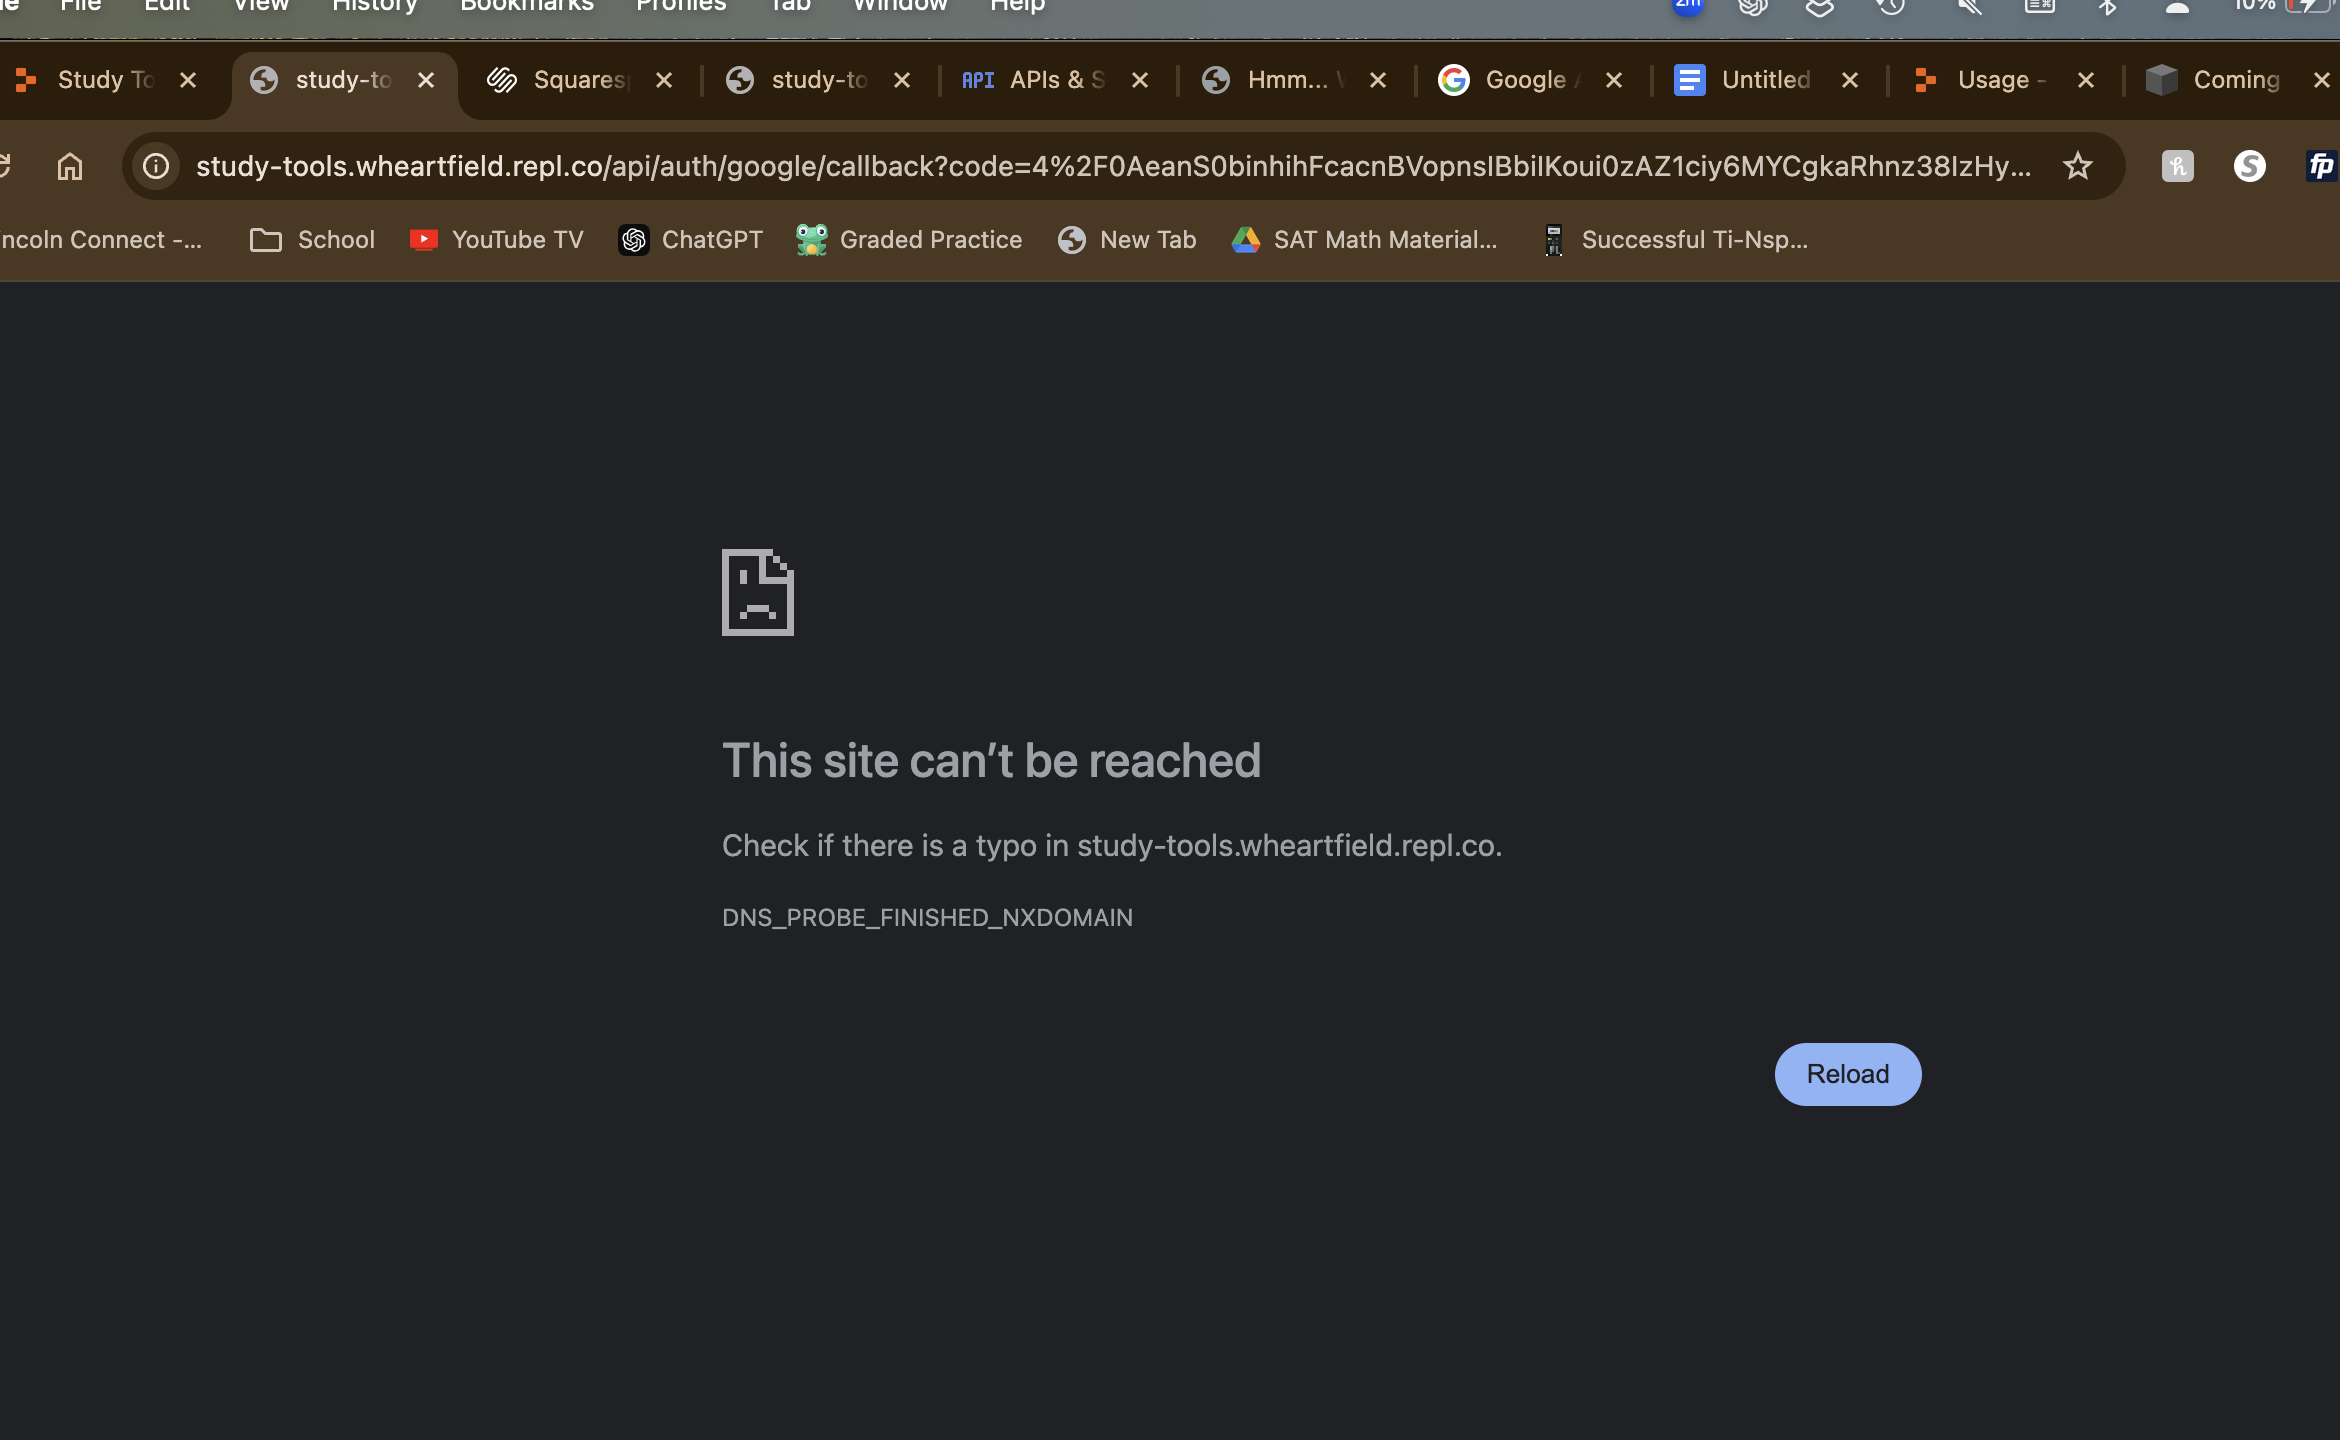 File Edit View History Bookmarks Profiles Tab Window Help 10%
Study To study-to Squares study-to API APIs & S Hmm... Google Untitled Usage - Coming
study-tools.wheartfield.repl.co/api/auth/google/callback?code=4%2F0AeanS0binhihFcacnBVopnsIBbilKoui0zAZ1ciy6MYCgkaRhnz38IzHy...
ncoln Connect -... School YouTube TV ChatGPT Graded Practice New Tab SAT Math Material... Successful Ti-Nsp...
This site can't be reached
Check if there is a typo in study-tools.wheartfield.repl.co.
DNS_PROBE_FINISHED_NXDOMAIN
Reload